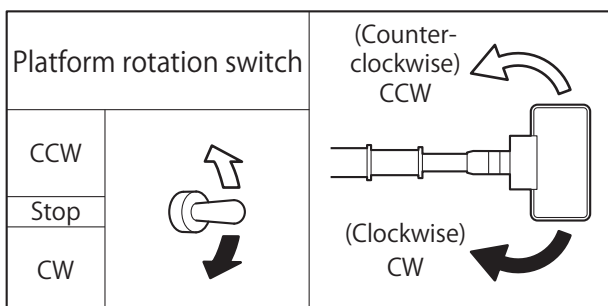 Platform rotation switch
CCW
Stop
CW
(Counter-
clockwise)
CCW
(Clockwise)
CW